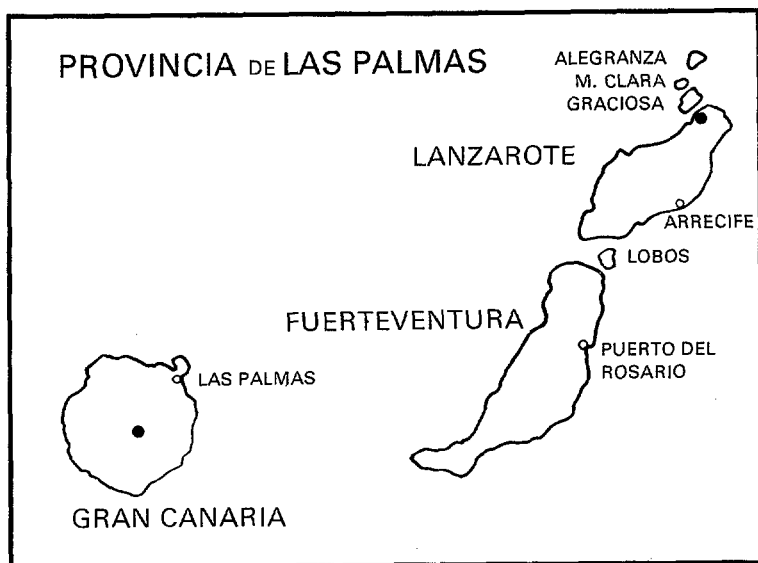 PROVINCIA DE LAS PALMAS
ALEGRANZA
M. CLARA
GRACIOSA
LANZAROTE
ARRECIFE
LOBOS
FUERTEVENTURA
PUERTO DEL
ROSARIO
LAS PALMAS
GRAN CANARIA